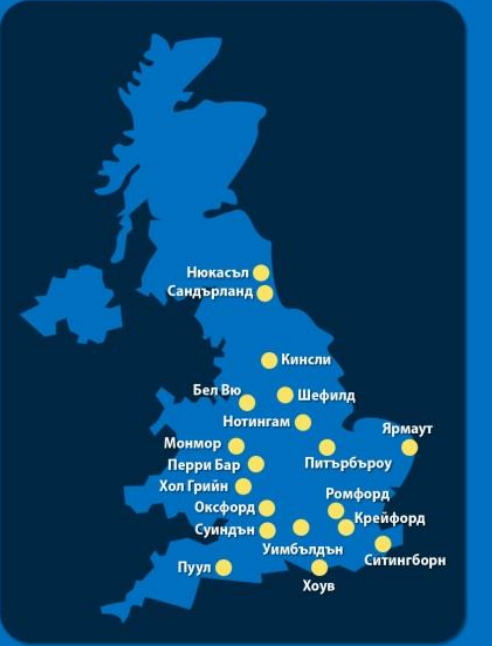 Нюкасъл
Сандърланд
Кинсли
Бел Вю
Шефилд
Нотингам
Ярмаут
Монмор
Питърбъроу
Перри Бар
Хол Грийн
Ромфорд
Оксфорд
Крейфорд
Суиндън
Уимбълдън
Ситингборн
Пуул
Хоув